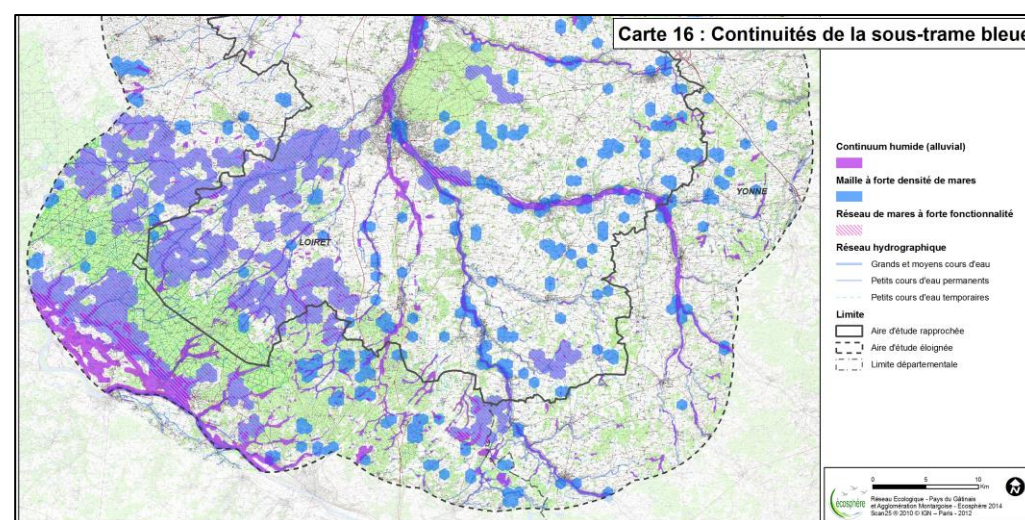 Carte 16 : Continuités de la sous-trame bleue
Continuum humide (alluvial)
Maille à forte densité de mares
Réseau de mares à forte fonctionnalité
Réseau hydrographique
Grands et moyens cours d'eau
Petits cours d'eau permanents
Petits cours d'eau temporaires
Limite
Aire d'étude rapprochée
Aire d'étude éloignée
Limite départementale
YONNE
LOIRET
0 5 10
Km
N
écosphère
Réseau Ecologique - Pays du Gâtinais
et Agglomération Montargoise - Ecosphère 2014
Scan25 ® 2010 © IGN – Paris - 2012